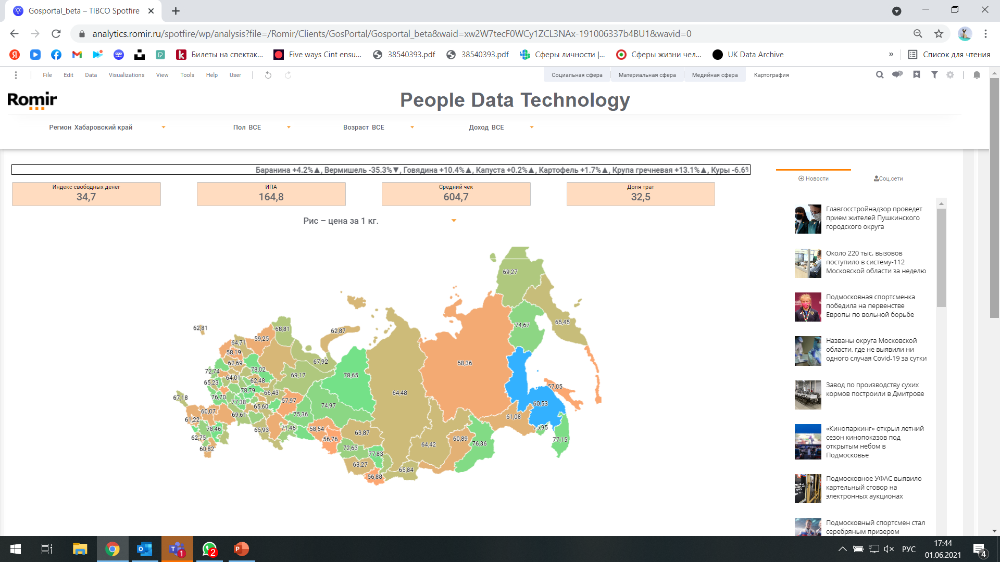 Gosportal_beta – TIBCO Spotfire
analytics.romir.ru/spotfire/wp/analysis?file=/Romir/Clients/GosPortal/Gosportal_beta&waid=xw2W7tecF0WCy1ZCL3NAx-191006337b4BU1&wavid=0
Билеты на спектак...
Five ways Cint ensu...
38540393.pdf
38540393.pdf
Сферы личности |...
Сферы жизни чел...
UK Data Archive
»
Список для чтения
File Edit Data Visualizations View Tools Help User
Социальная сфера
Материальная сфера
Медийная сфера
Картография
Romir
People Data Technology
Регион Хабаровский край
Пол ВСЕ
Возраст ВСЕ
Доход ВСЕ
Баранина +4.2%▲, Вермишель -35.3%▼, Говядина +10.4%▲, Капуста +0.2%▲, Картофель +1.7%▲, Крупа гречневая +13.1%▲, Куры -6.6%
Индекс свободных денег
34,7
ИПА
164,8
Средний чек
604,7
Доля трат
32,5
Рис – цена за 1 кг.
69,27
65,45
74,67
62,81
68,81
62,87
59,25
64,71
58,19
62,69
67,92
58,36
72,74
78,02
69,17
78,65
64,01
62,48
65,23
57,05
78,79
66,43
64,48
76,70
67,18
77,38
57,97
74,97
60,53
65,60
60,07
69,61
75,36
61,08
61,22
78,46
65,93
71,46
58,54
63,87
62,75
56,76
60,89
77,15
64,42
76,36
60,82
72,63
77,83
63,27
65,84
56,88
Новости
Соц.сети
Главгосстройнадзор проведет
прием жителей Пушкинского
городского округа
Около 220 тыс. вызовов
поступило в систему-112
Московской области за неделю
Подмосковная спортсменка
победила на первенстве
Европы по вольной борьбе
Названы округа Московской
области, где не выявили ни
одного случая Covid-19 за сутки
Завод по производству сухих
кормов построили в Дмитрове
«Кинопаркинг» открыл летний
сезон кинопоказов под
открытым небом в
Подмосковье
Подмосковное УФАС выявило
картельный сговор на
электронных аукционах
Подмосковный спортсмен стал
серебряным призером
1
2
РУС
17:44
01.06.2021
4